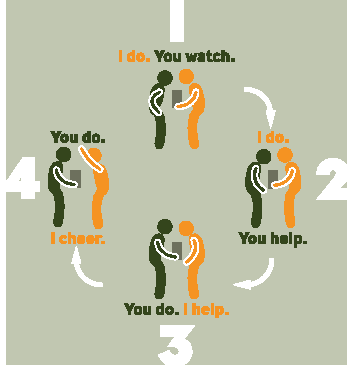 1
I do. You watch.
I do.
2
You help.
You do. I help.
3
You do.
4
I cheer.